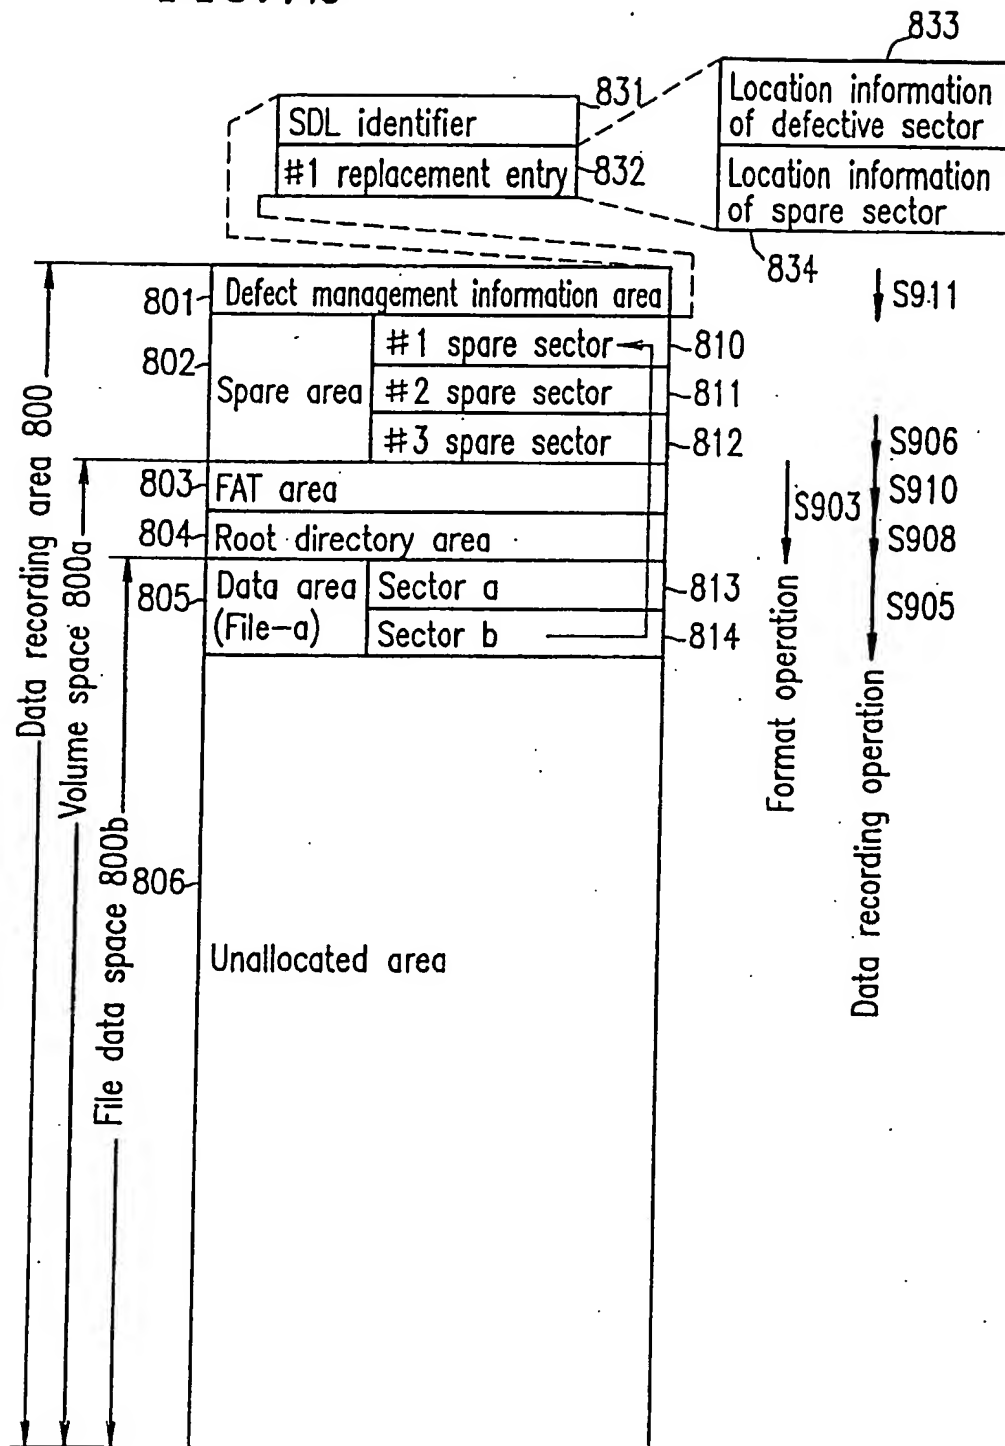 833
831
SDL identifier
#1 replacement entry
832
Location information
of defective sector
Location information
of spare sector
834
801
Defect management information area
S911
802
Spare area
#1 spare sector
810
#2 spare sector
811
#3 spare sector
812
S906
803
FAT area
S903
S910
804
Root directory area
S908
805
Data area
(File-a)
Sector a
813
S905
Sector b
814
Data recording area 800
Volume space 800a
File data space 800b
Format operation
Data recording operation
806
Unallocated area